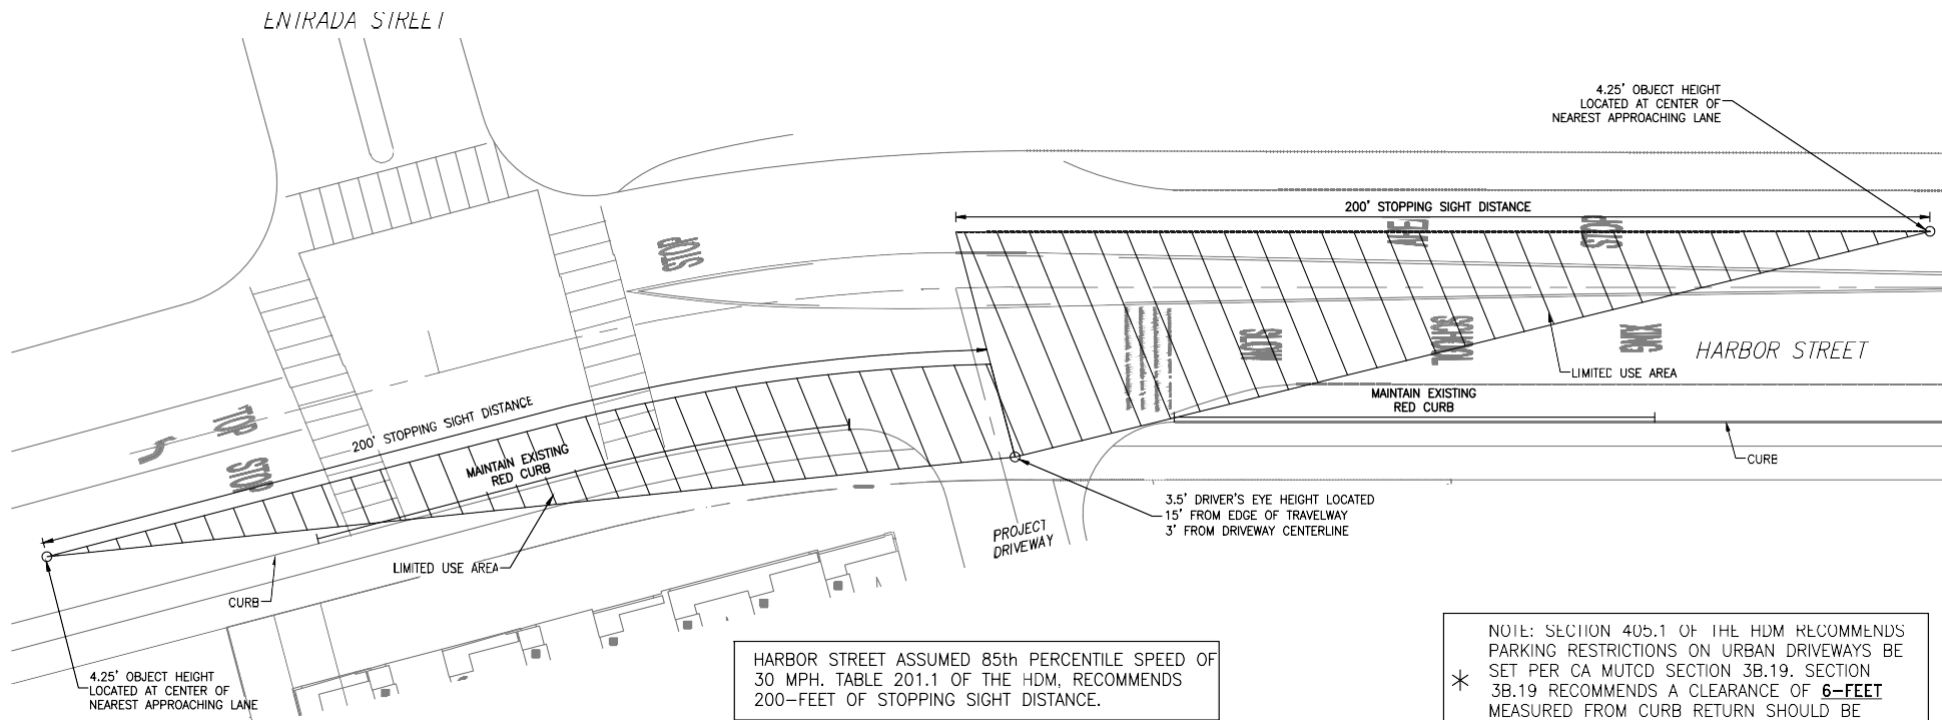 ENTRADA STREET
4.25' OBJECT HEIGHT
LOCATED AT CENTER OF
NEAREST APPROACHING LANE
200' STOPPING SIGHT DISTANCE
STOP
STOP
HARBOR STREET
LIMITED USE AREA
SLOW
SCHOOL
XING
MAINTAIN EXISTING
RED CURB
CURB
200' STOPPING SIGHT DISTANCE
MAINTAIN EXISTING
RED CURB
STOP
3.5' DRIVER'S EYE HEIGHT LOCATED
15' FROM EDGE OF TRAVELWAY
3' FROM DRIVEWAY CENTERLINE
PROJECT
DRIVEWAY
LIMITED USE AREA
CURB
4.25' OBJECT HEIGHT
LOCATED AT CENTER OF
NEAREST APPROACHING LANE
HARBOR STREET ASSUMED 85th PERCENTILE SPEED OF
30 MPH. TABLE 201.1 OF THE HDM, RECOMMENDS
200-FEET OF STOPPING SIGHT DISTANCE.
NOTE: SECTION 405.1 OF THE HDM RECOMMENDS
PARKING RESTRICTIONS ON URBAN DRIVEWAYS BE
* SET PER CA MUTCD SECTION 3B.19. SECTION
3B.19 RECOMMENDS A CLEARANCE OF 6-FEET
MEASURED FROM CURB RETURN SHOULD BE